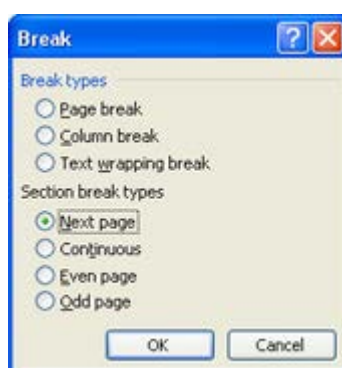 Break
Break types
Page break
Column break
Text wrapping break
Section break types
Next page
Continuous
Even page
Odd page
OK Cancel